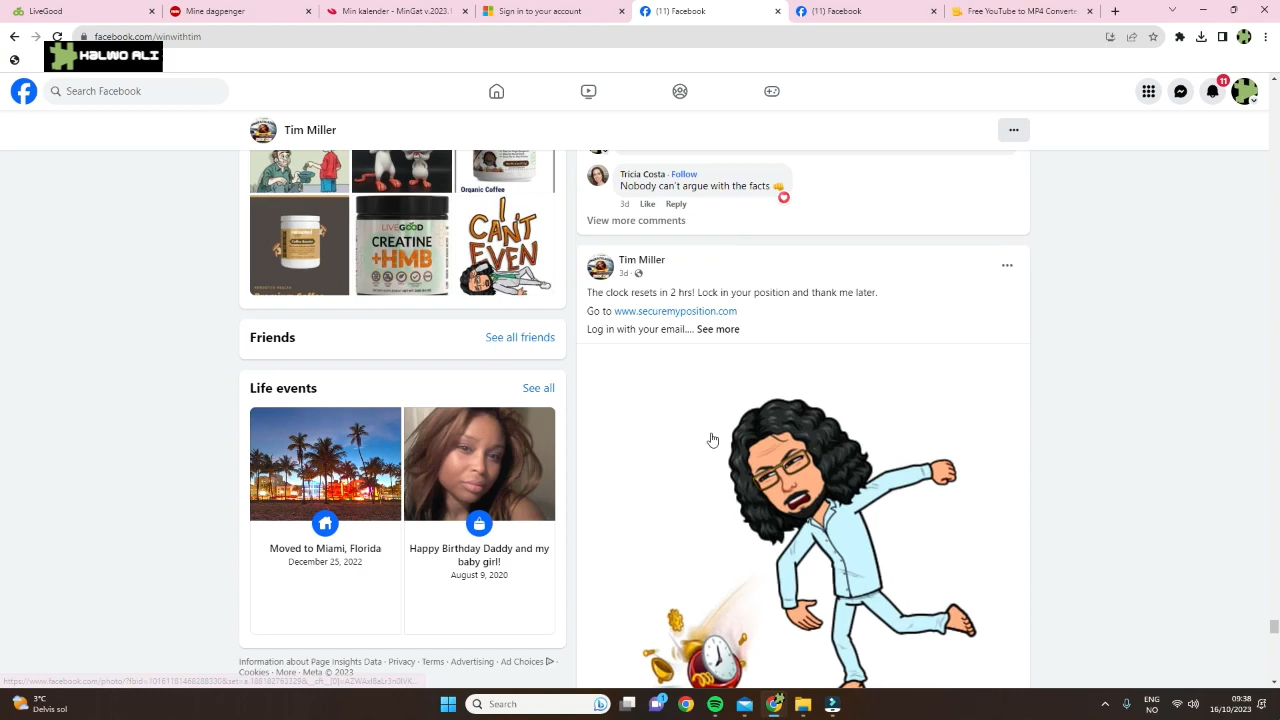 LiveGood
Mine dagpenger
Kalender - MinGat v.2023.1
Sign in to your account
(11) Facebook
(11) Facebook
Free YouTube to MP4 Converte
facebook.com/winwithtim
HALWO ALI
Search Facebook
11
Tim Miller
Organic Coffee
LIVEGOOD
CREATINE
+HMB
I
CAN'T
EVEN
Premium Coffee
Friends
See all friends
Life events
See all
Moved to Miami, Florida
December 25, 2022
Happy Birthday Daddy and my
baby girl!
August 9, 2020
Information about Page Insights Data · Privacy · Terms · Advertising · Ad Choices ·
Cookies · More · Meta © 2023
Tricia Costa · Follow
Nobody can't argue with the facts
3d Like Reply
View more comments
Tim Miller
3d ·
The clock resets in 2 hrs! Lock in your position and thank me later.
Go to www.securemyposition.com
Log in with your email.... See more
3°C
Delvis sol
Search
ENG
NO
09:38
16/10/2023